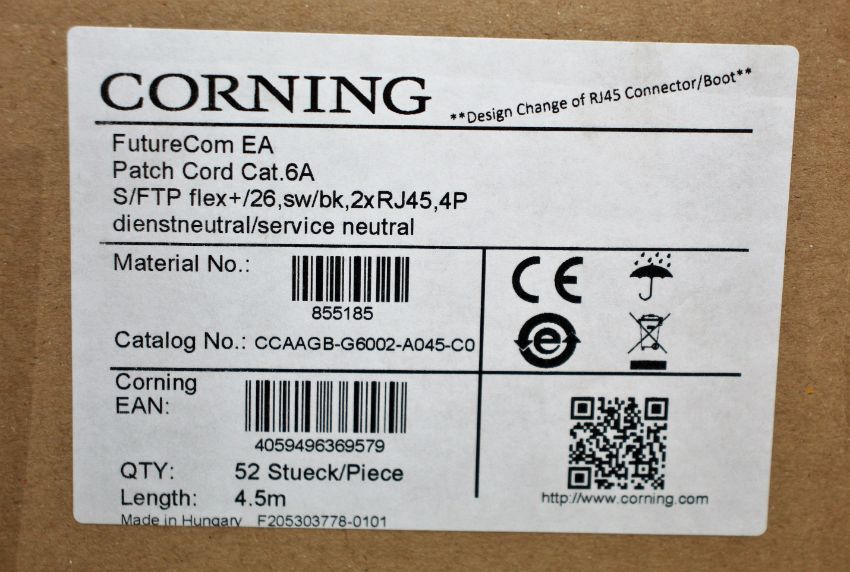 CORNING
**Design Change of RJ45 Connector/Boot**
FutureCom EA
Patch Cord Cat.6A
S/FTP flex+/26,sw/bk,2xRJ45,4P
dienstneutral/service neutral
Material No.:
855185
Catalog No.: CCAAGB-G6002-A045-C0
CE
e
Corning
EAN:
4059496369579
QTY: 52 Stueck/Piece
Length: 4.5m
Made in Hungary F205303778-0101
http://www.corning.com